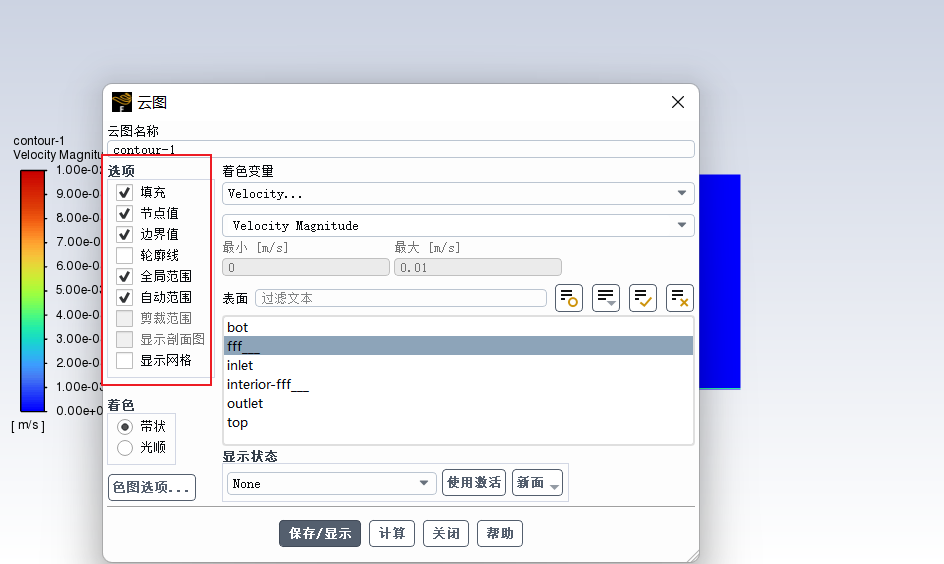 云图
云图名称
contour-1
contour-1
Velocity Magnitu
1.00e-0
9.00e-0
8.00e-0
7.00e-0
6.00e-0
5.00e-0
4.00e-0
3.00e-0
2.00e-0
1.00e-0
0.00e+0
[ m/s ]
选项
填充
节点值
边界值
轮廓线
全局范围
自动范围
剪裁范围
显示剖面图
显示网格
着色
带状
光顺
色图选项...
着色变量
Velocity...
Velocity Magnitude
最小 [m/s]
最大 [m/s]
0
0.01
表面
过滤文本
bot
fff___
inlet
interior-fff___
outlet
top
显示状态
None
使用激活
新面
保存/显示
计算
关闭
帮助